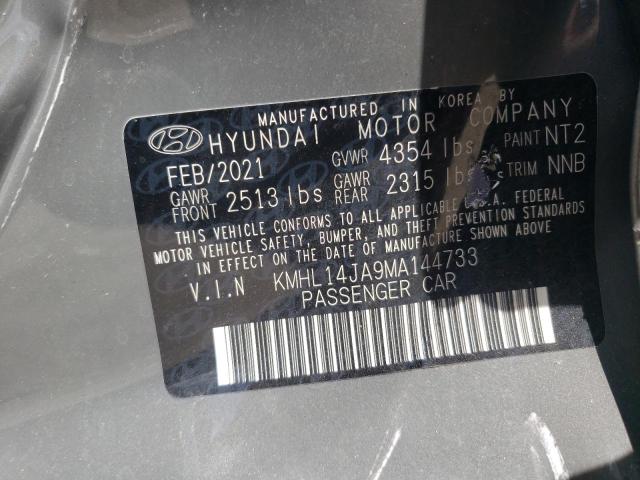 MANUFACTURED IN KOREA BY
HYUNDAI MOTOR COMPANY
FEB/2021 GVWR 4354 lbs PAINT NT2
GAWR FRONT 2513 lbs GAWR REAR 2315 lbs TRIM NNB
THIS VEHICLE CONFORMS TO ALL APPLICABLE U.S.A. FEDERAL
MOTOR VEHICLE SAFETY, BUMPER, AND THEFT PREVENTION STANDARDS
IN EFFECT ON THE DATE OF MANUFACTURE SHOWN ABOVE.
V.I.N KMHL14JA9MA144733
PASSENGER CAR